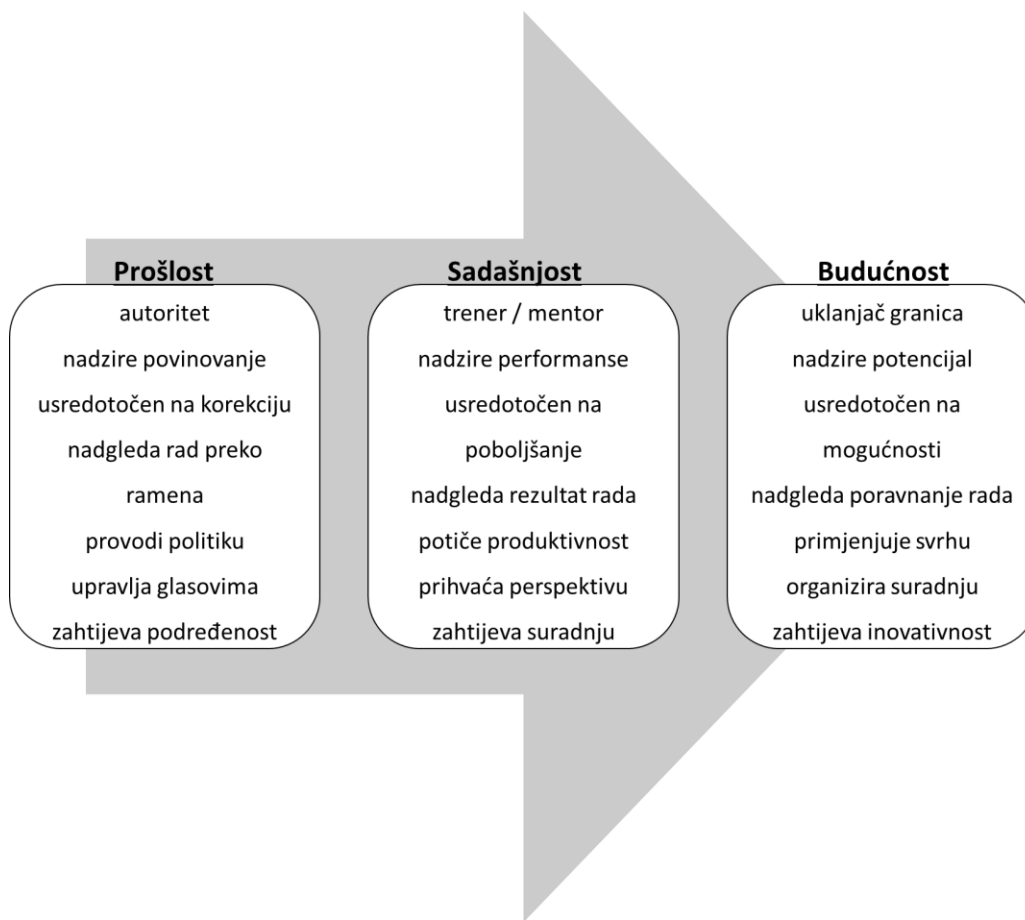 Prošlost
autoritet
nadzire povinovanje
usredotočen na korekciju
nadgleda rad preko
ramena
provodi politiku
upravlja glasovima
zahtijeva podređenost
Sadašnjost
trener / mentor
nadzire performanse
usredotočen na
poboljšanje
nadgleda rezultat rada
potiče produktivnost
prihvaća perspektivu
zahtijeva suradnju
Budućnost
uklanjač granica
nadzire potencijal
usredotočen na
mogućnosti
nadgleda poravnanje rada
primjenjuje svrhu
organizira suradnju
zahtijeva inovativnost